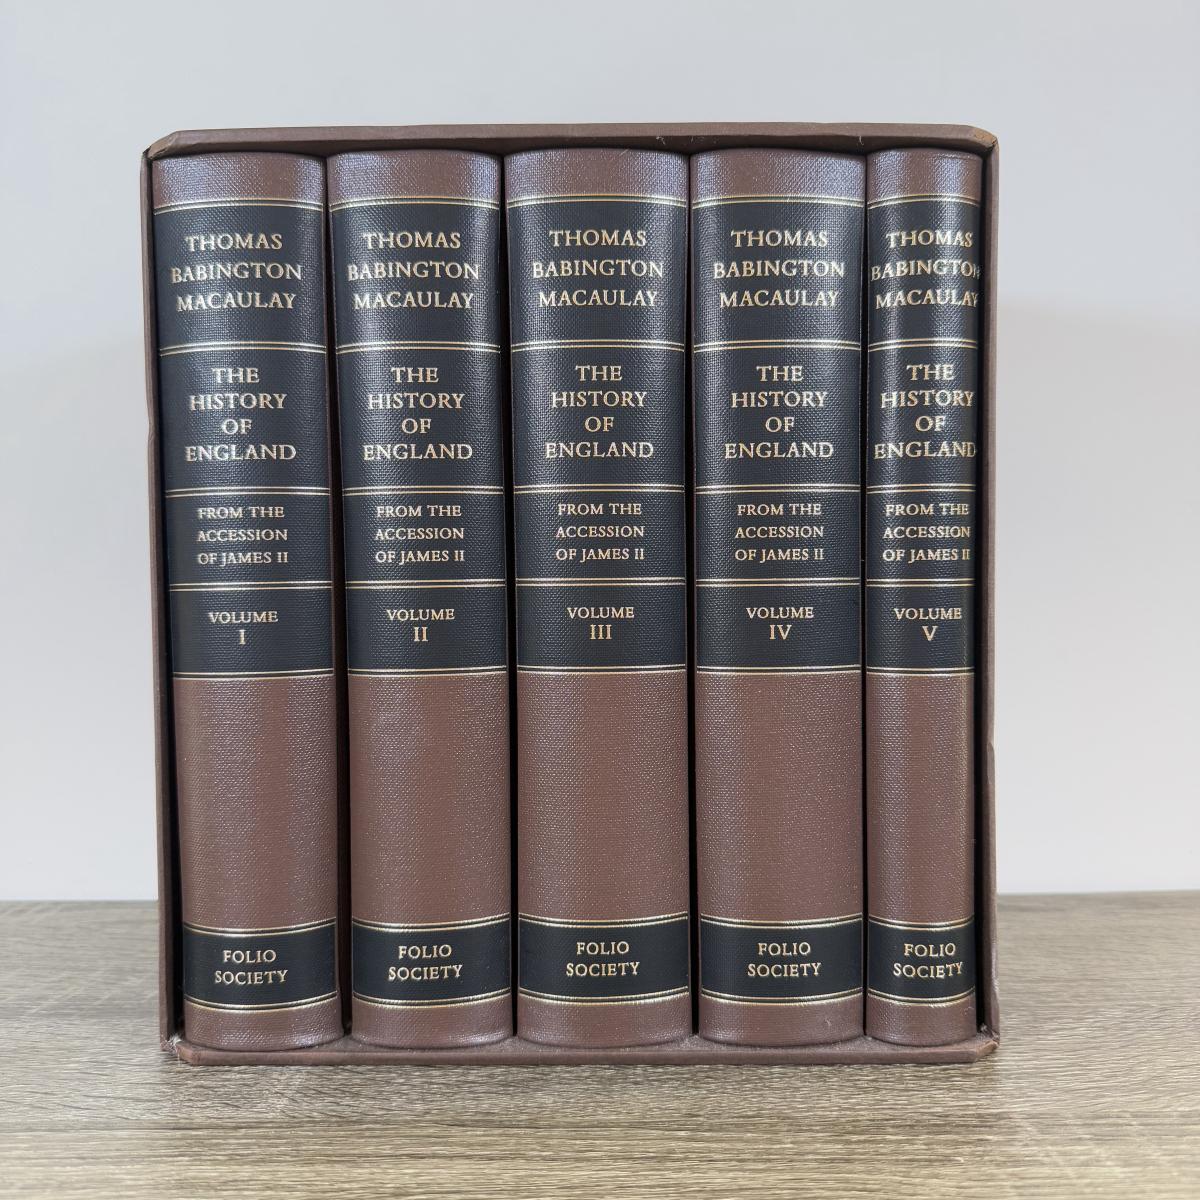 THOMAS
BABINGTON
MACAULAY
THE
HISTORY
OF
ENGLAND
FROM THE
ACCESSION
OF JAMES II
VOLUME
I
FOLIO
SOCIETY
THOMAS
BABINGTON
MACAULAY
THE
HISTORY
OF
ENGLAND
FROM THE
ACCESSION
OF JAMES II
VOLUME
II
FOLIO
SOCIETY
THOMAS
BABINGTON
MACAULAY
THE
HISTORY
OF
ENGLAND
FROM THE
ACCESSION
OF JAMES II
VOLUME
III
FOLIO
SOCIETY
THOMAS
BABINGTON
MACAULAY
THE
HISTORY
OF
ENGLAND
FROM THE
ACCESSION
OF JAMES II
VOLUME
IV
FOLIO
SOCIETY
THOMAS
BABINGTON
MACAULAY
THE
HISTORY
OF
ENGLAND
FROM THE
ACCESSION
OF JAMES II
VOLUME
V
FOLIO
SOCIETY